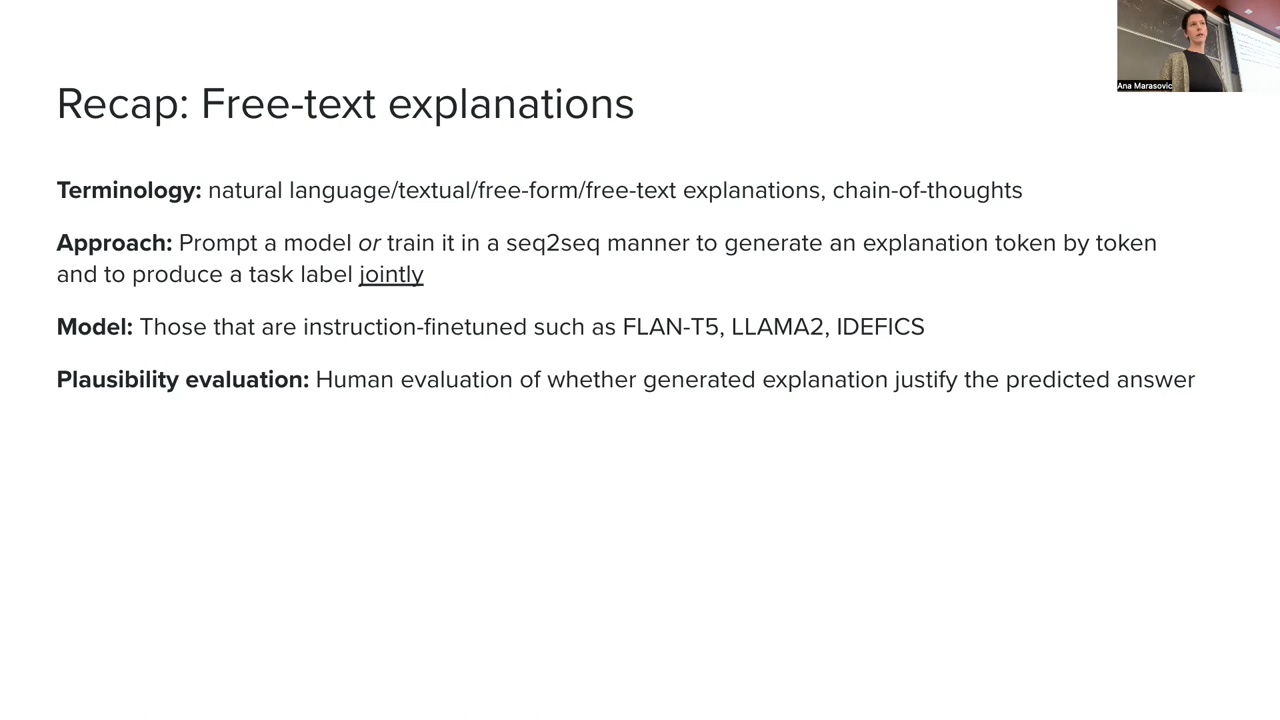 Ana Marasovic
Recap: Free-text explanations
Terminology: natural language/textual/free-form/free-text explanations, chain-of-thoughts
Approach: Prompt a model or train it in a seq2seq manner to generate an explanation token by token
and to produce a task label jointly
Model: Those that are instruction-finetuned such as FLAN-T5, LLAMA2, IDEFICS
Plausibility evaluation: Human evaluation of whether generated explanation justify the predicted answer